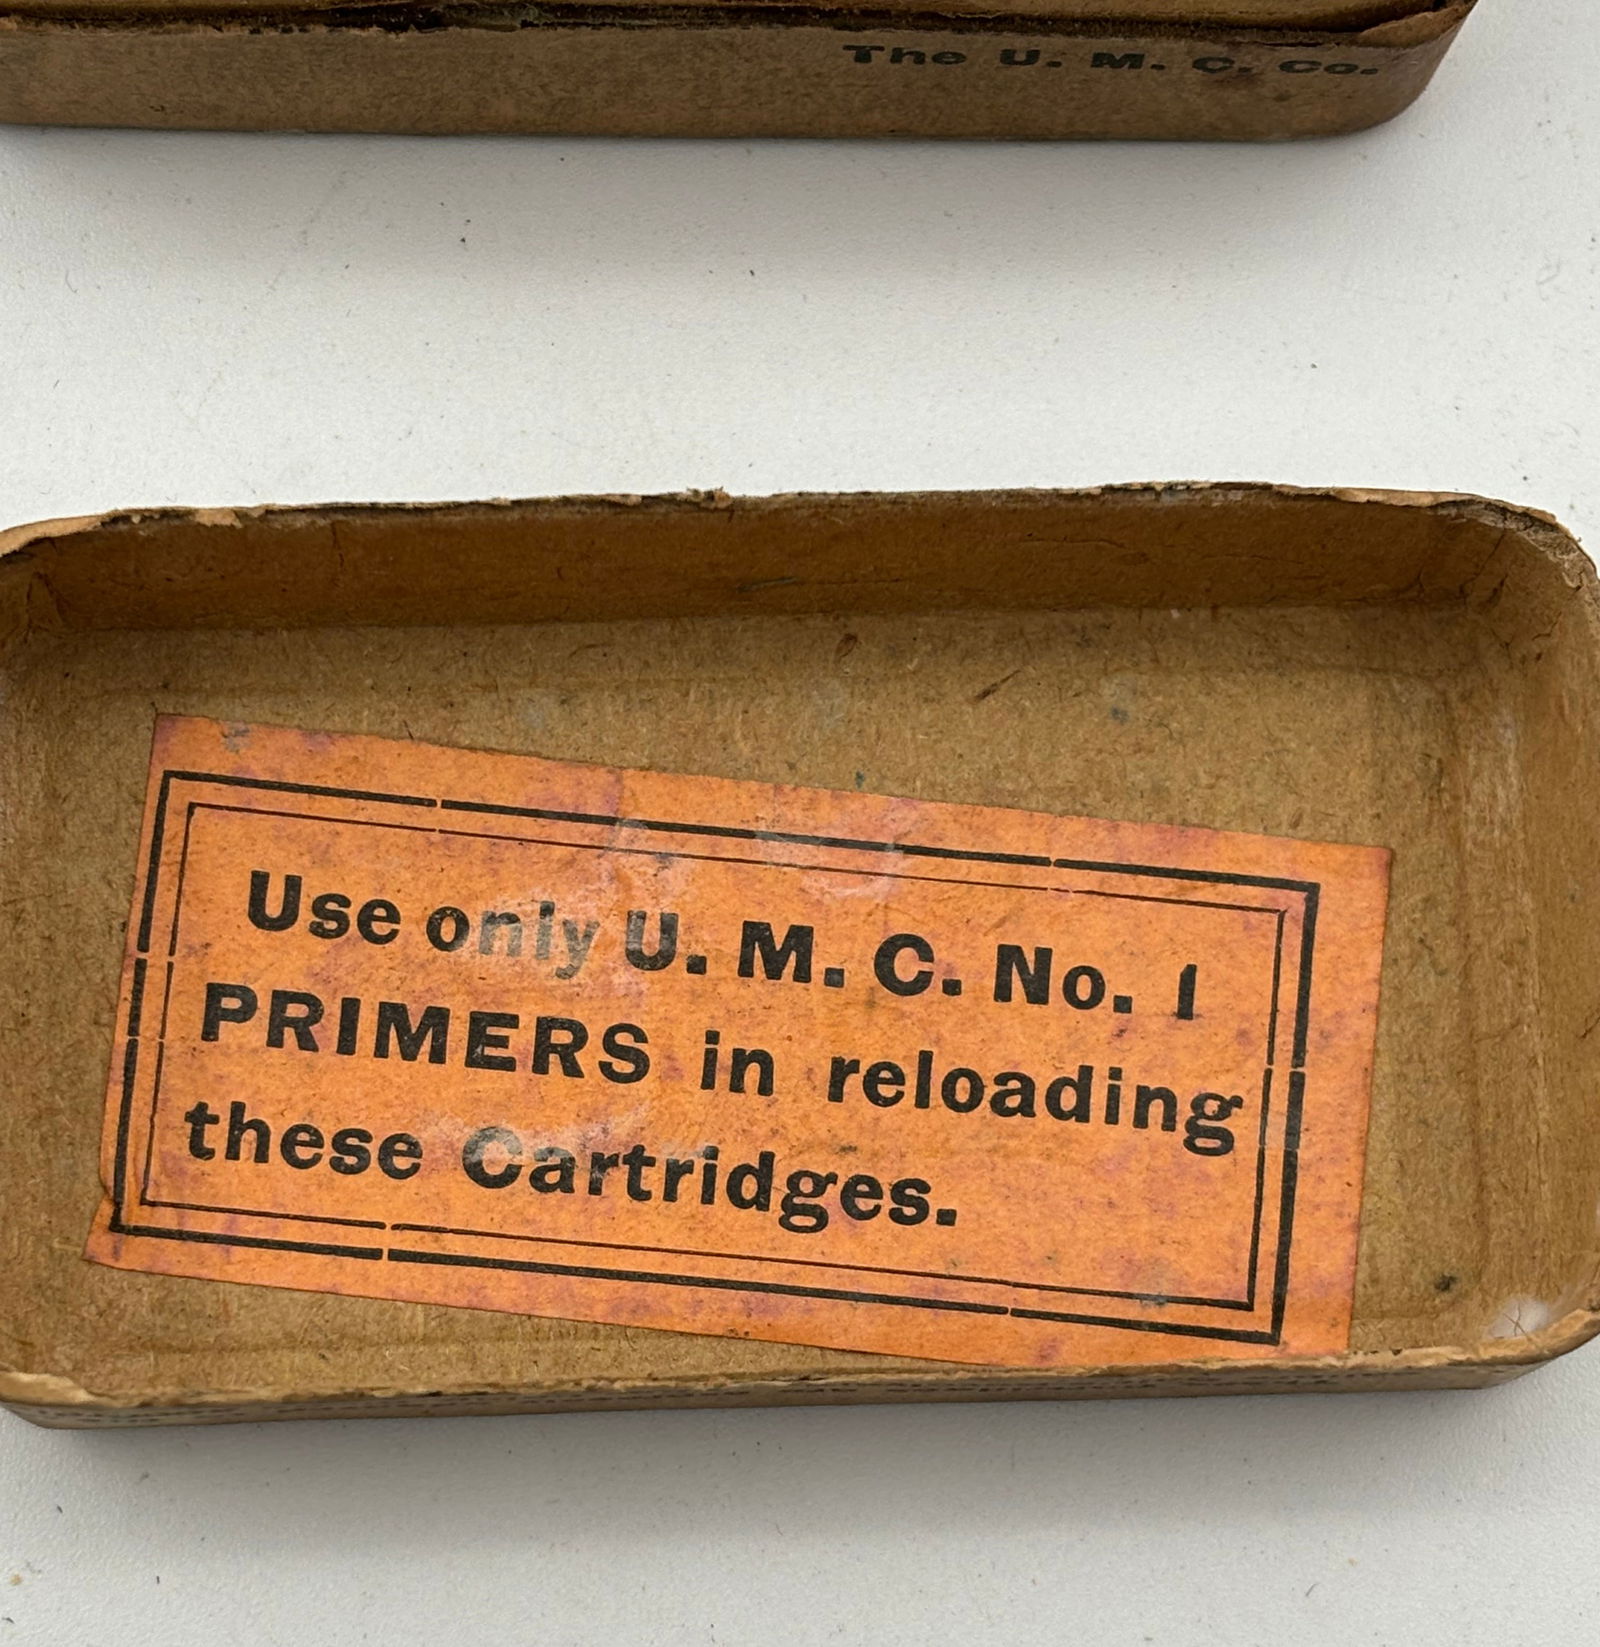 The U. M. C. Co.
Use only U. M. C. No. 1
PRIMERS in reloading
these Cartridges.